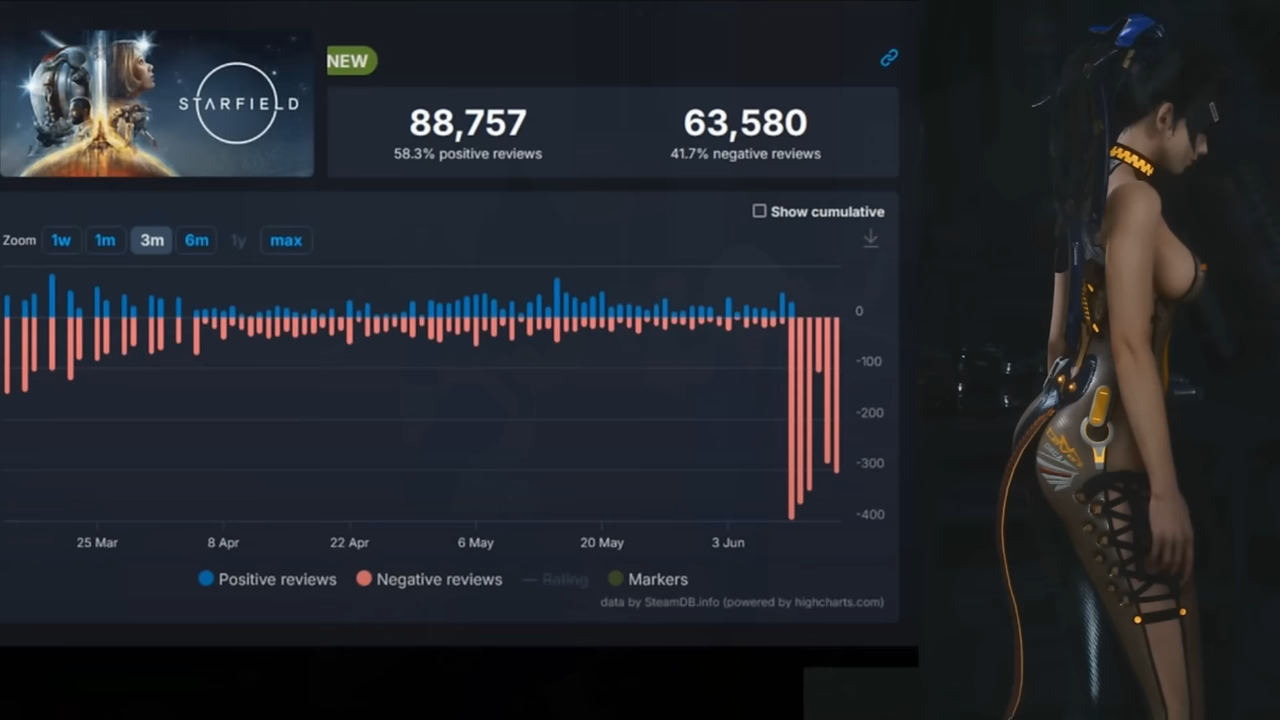 STARFIELD
NEW
88,757
58.3% positive reviews
63,580
41.7% negative reviews
Show cumulative
Zoom 1w 1m 3m 6m 1y max
0
-100
-200
-300
-400
25 Mar 8 Apr 22 Apr 6 May 20 May 3 Jun
Positive reviews Negative reviews Rating Markers
data by SteamDB.info (powered by highcharts.com)